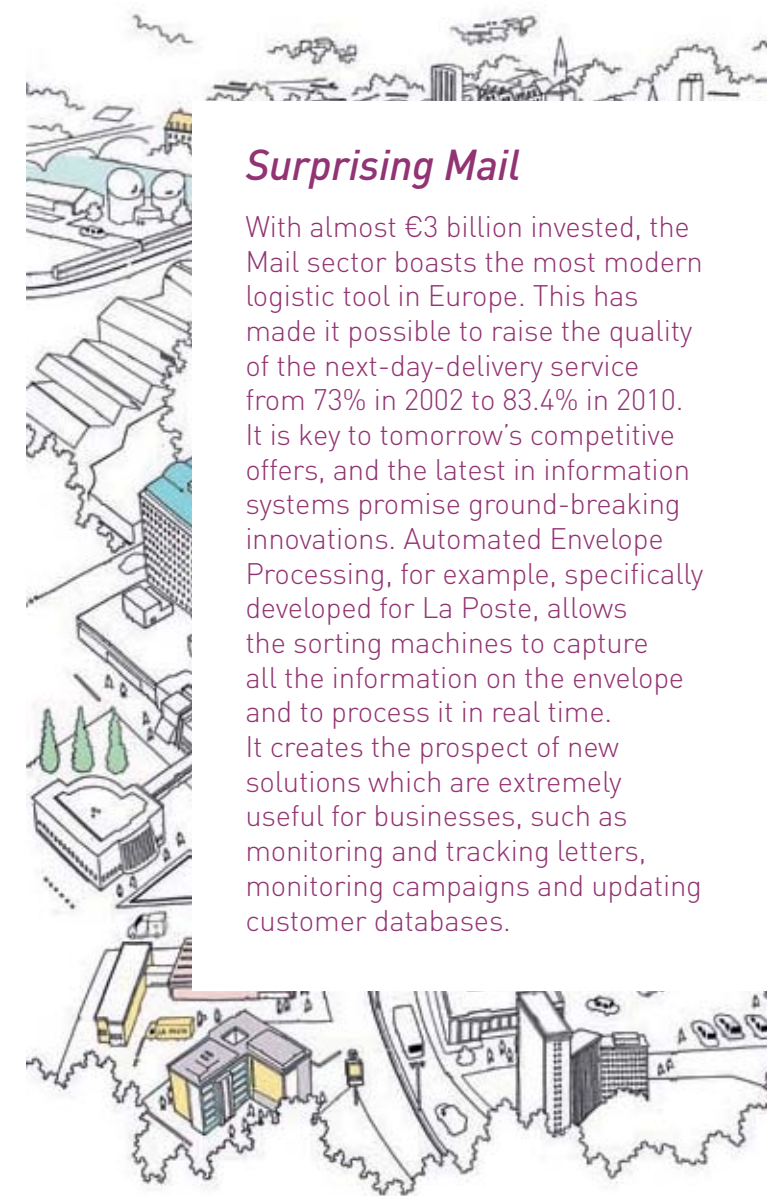 Surprising Mail
With almost €3 billion invested, the
Mail sector boasts the most modern
logistic tool in Europe. This has
made it possible to raise the quality
of the next-day-delivery service
from 73% in 2002 to 83.4% in 2010.
It is key to tomorrow’s competitive
offers, and the latest in information
systems promise ground-breaking
innovations. Automated Envelope
Processing, for example, specifically
developed for La Poste, allows
the sorting machines to capture
all the information on the envelope
and to process it in real time.
It creates the prospect of new
solutions which are extremely
useful for businesses, such as
monitoring and tracking letters,
monitoring campaigns and updating
customer databases.